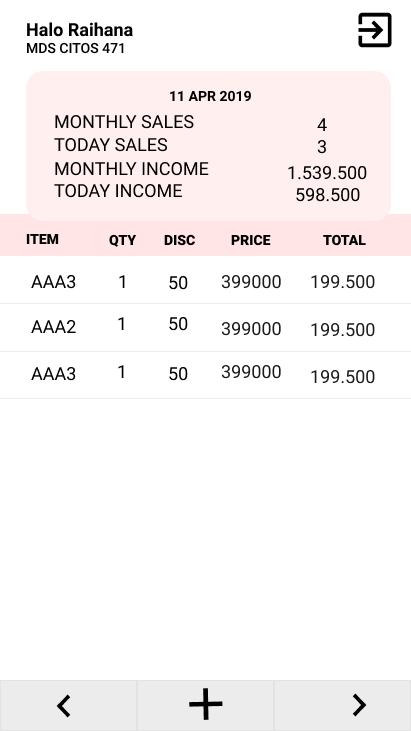 Halo Raihana
MDS CITOS 471
11 APR 2019
MONTHLY SALES 4
TODAY SALES 3
MONTHLY INCOME 1.539.500
TODAY INCOME 598.500
ITEM QTY DISC PRICE TOTAL
AAA3 1 50 399000 199.500
AAA2 1 50 399000 199.500
AAA3 1 50 399000 199.500